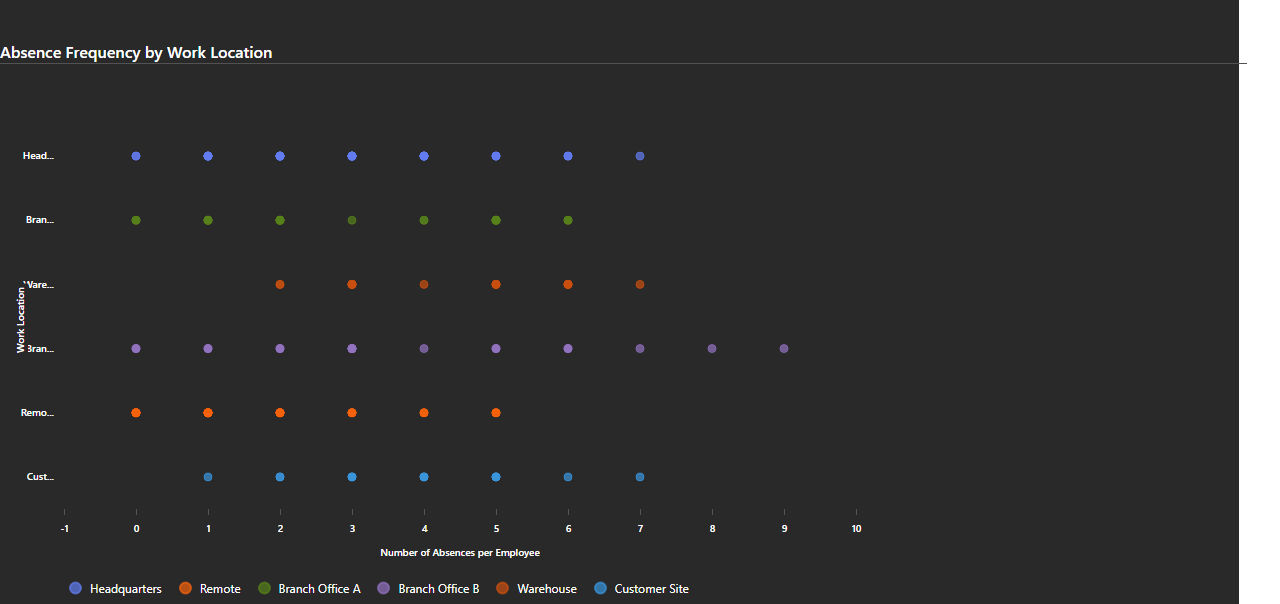 Absence Frequency by Work Location
Head...
Bran...
Ware...
Work Location
Bran...
Remo...
Cust...
-1 0 1 2 3 4 5 6 7 8 9 10
Number of Absences per Employee
Headquarters Remote Branch Office A Branch Office B Warehouse Customer Site